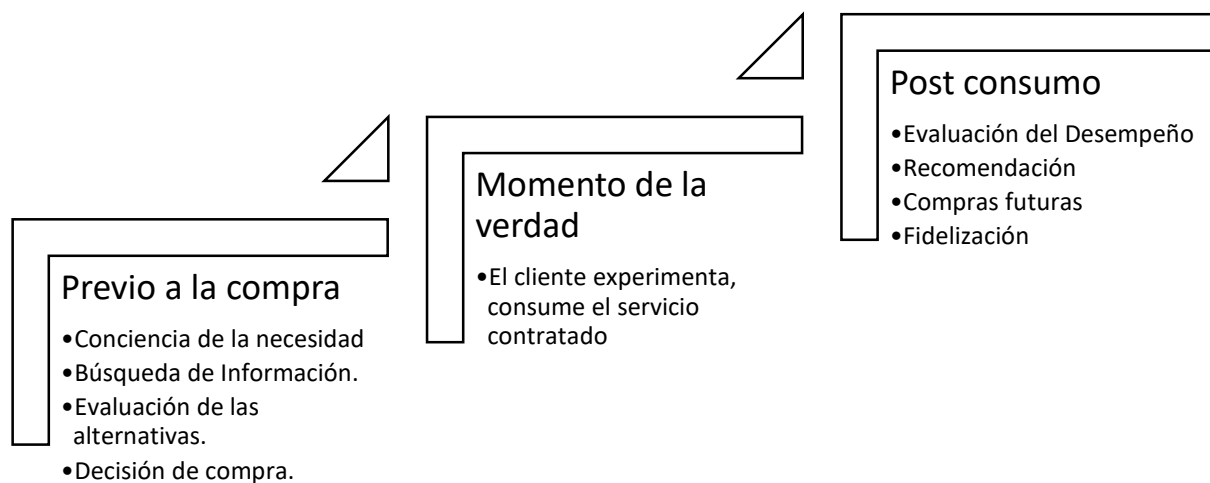 Previo a la compra
•Conciencia de la necesidad
•Búsqueda de Información.
•Evaluación de las
alternativas.
•Decisión de compra.
Momento de la
verdad
•El cliente experimenta,
consume el servicio
contratado
Post consumo
•Evaluación del Desempeño
•Recomendación
•Compras futuras
•Fidelización